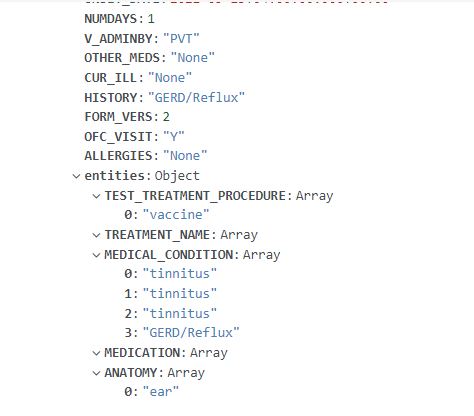 NUMDAYS: 1
V_ADMINBY: "PVT"
OTHER_MEDS: "None"
CUR_ILL: "None"
HISTORY: "GERD/Reflux"
FORM_VERS: 2
OFC_VISIT: "Y"
ALLERGIES: "None"
entities: Object
TEST_TREATMENT_PROCEDURE: Array
0: "vaccine"
TREATMENT_NAME: Array
MEDICAL_CONDITION: Array
0: "tinnitus"
1: "tinnitus"
2: "tinnitus"
3: "GERD/Reflux"
MEDICATION: Array
ANATOMY: Array
0: "ear"